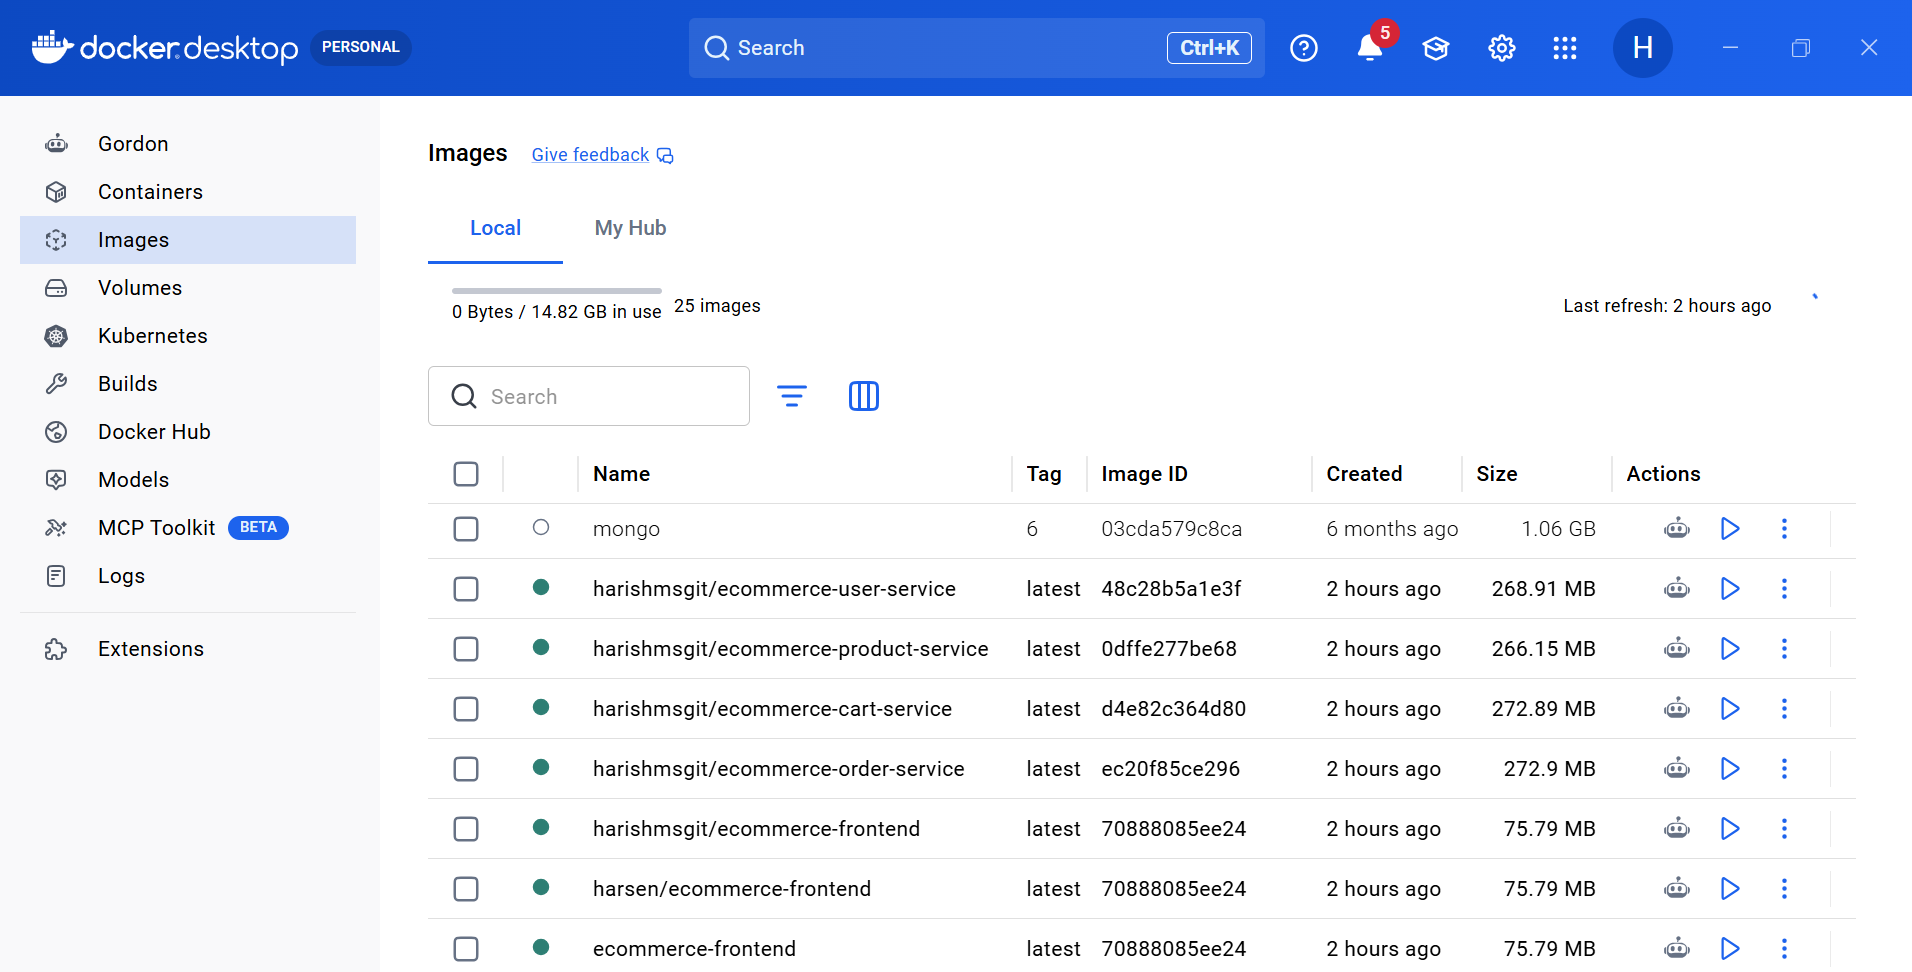 docker.desktop PERSONAL Search Ctrl+K 5 H
Gordon
Containers
Images
Volumes
Kubernetes
Builds
Docker Hub
Models
MCP Toolkit BETA
Logs
Extensions
Images Give feedback
Local My Hub
0 Bytes / 14.82 GB in use 25 images Last refresh: 2 hours ago
Search
Name Tag Image ID Created Size Actions
mongo 6 03cda579c8ca 6 months ago 1.06 GB
harishmsgit/ecommerce-user-service latest 48c28b5a1e3f 2 hours ago 268.91 MB
harishmsgit/ecommerce-product-service latest 0dffe277be68 2 hours ago 266.15 MB
harishmsgit/ecommerce-cart-service latest d4e82c364d80 2 hours ago 272.89 MB
harishmsgit/ecommerce-order-service latest ec20f85ce296 2 hours ago 272.9 MB
harishmsgit/ecommerce-frontend latest 70888085ee24 2 hours ago 75.79 MB
harsen/ecommerce-frontend latest 70888085ee24 2 hours ago 75.79 MB
ecommerce-frontend latest 70888085ee24 2 hours ago 75.79 MB